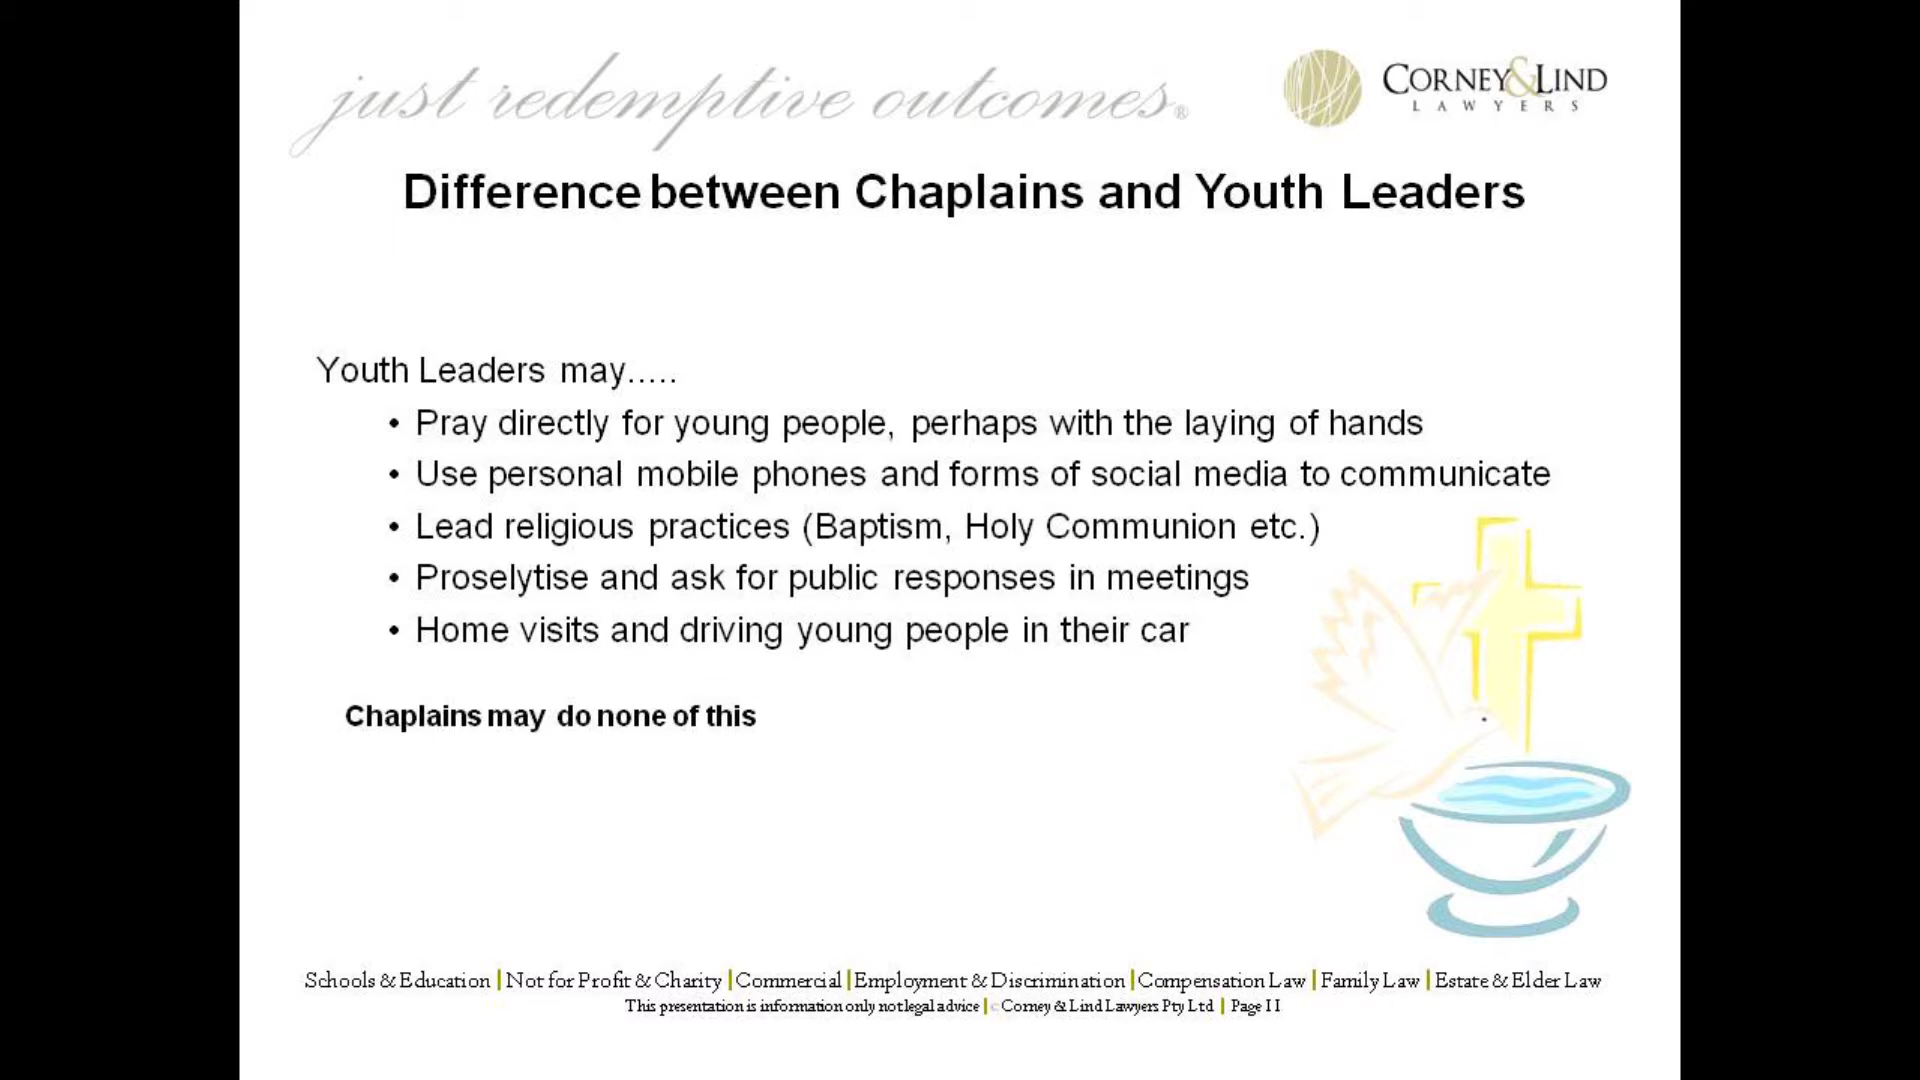 just redemptive outcomes®
CORNEY&LIND
LAWYERS
Difference between Chaplains and Youth Leaders
Youth Leaders may.....
• Pray directly for young people, perhaps with the laying of hands
• Use personal mobile phones and forms of social media to communicate
• Lead religious practices (Baptism, Holy Communion etc.)
• Proselytise and ask for public responses in meetings
• Home visits and driving young people in their car
Chaplains may do none of this
Schools & Education | Not for Profit & Charity | Commercial | Employment & Discrimination | Compensation Law | Family Law | Estate & Elder Law
This presentation is information only not legal advice | © Corney & Lind Lawyers Pty Ltd | Page 11